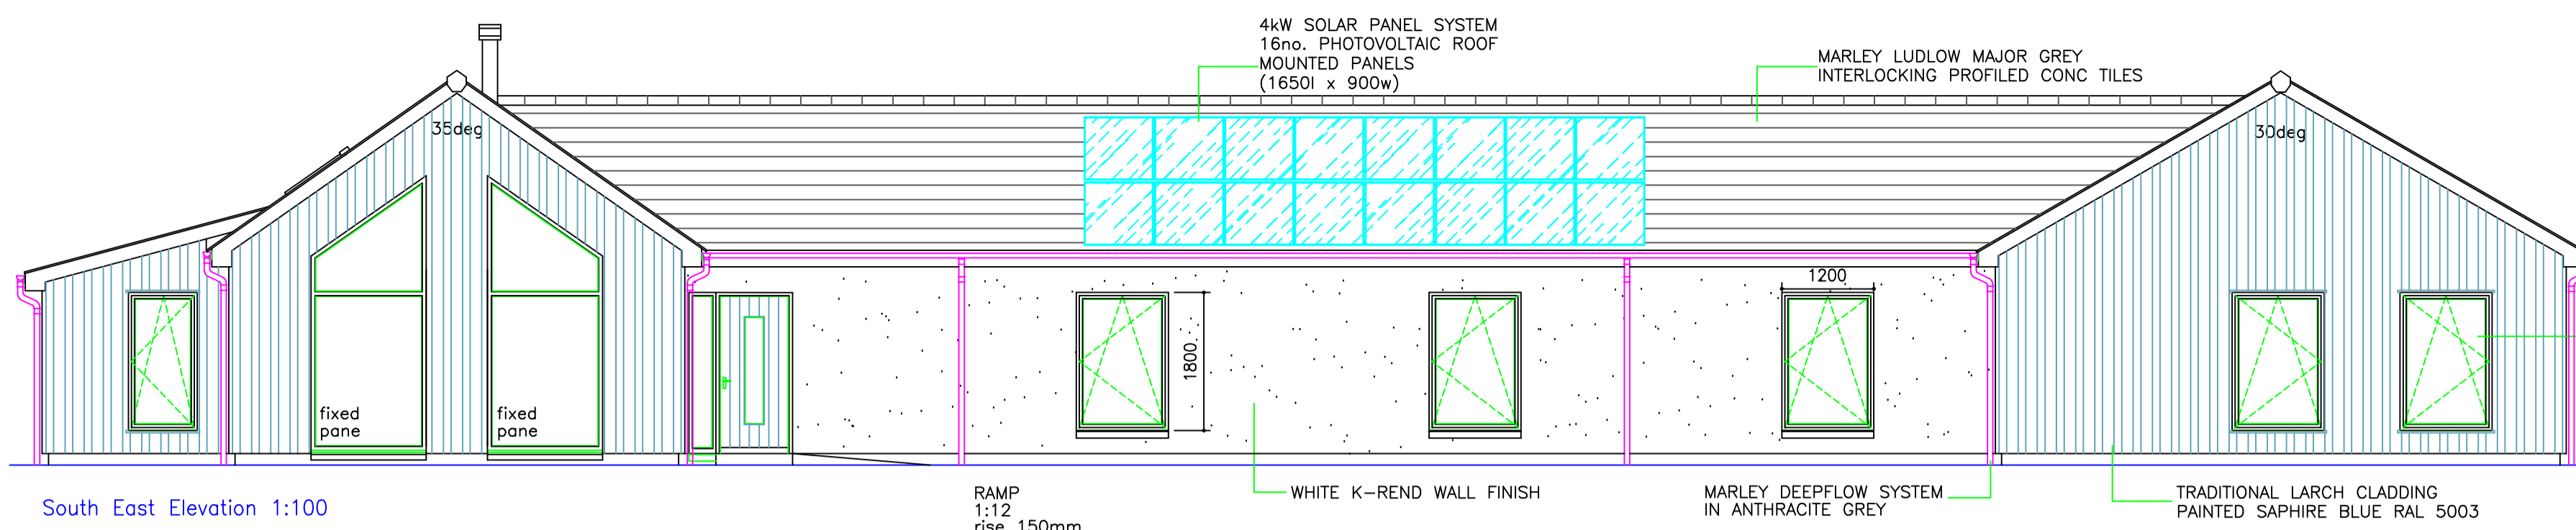 4kW SOLAR PANEL SYSTEM
16no. PHOTOVOLTAIC ROOF
MOUNTED PANELS
(1650l x 900w)
MARLEY LUDLOW MAJOR GREY
INTERLOCKING PROFILED CONC TILES
35deg
30deg
1200
1800
fixed
pane
fixed
pane
South East Elevation 1:100
RAMP
1:12
rise 150mm
WHITE K-REND WALL FINISH
MARLEY DEEPFLOW SYSTEM
IN ANTHRACITE GREY
TRADITIONAL LARCH CLADDING
PAINTED SAPHIRE BLUE RAL 5003